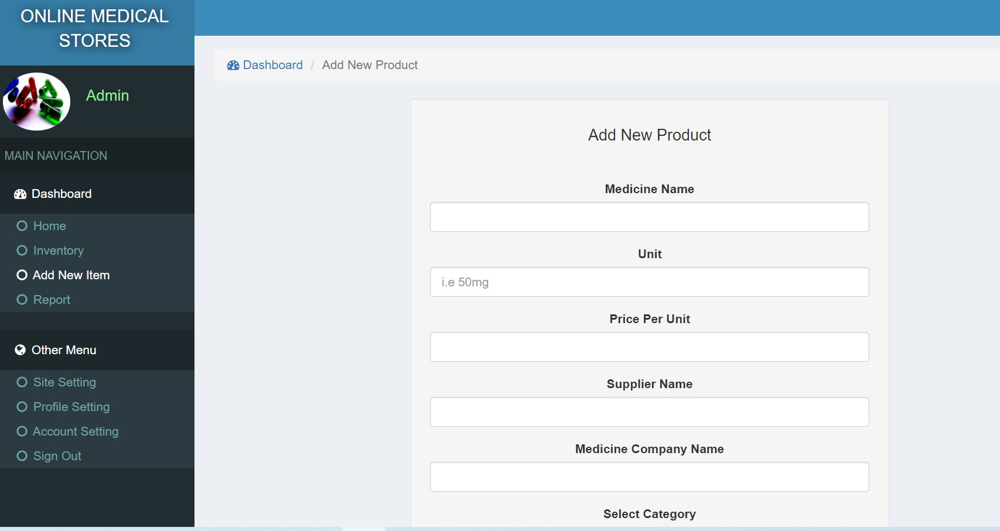 ONLINE MEDICAL
STORES
Admin
MAIN NAVIGATION
Dashboard
Home
Inventory
Add New Item
Report
Other Menu
Site Setting
Profile Setting
Account Setting
Sign Out
Dashboard / Add New Product
Add New Product
Medicine Name
Unit
i.e 50mg
Price Per Unit
Supplier Name
Medicine Company Name
Select Category